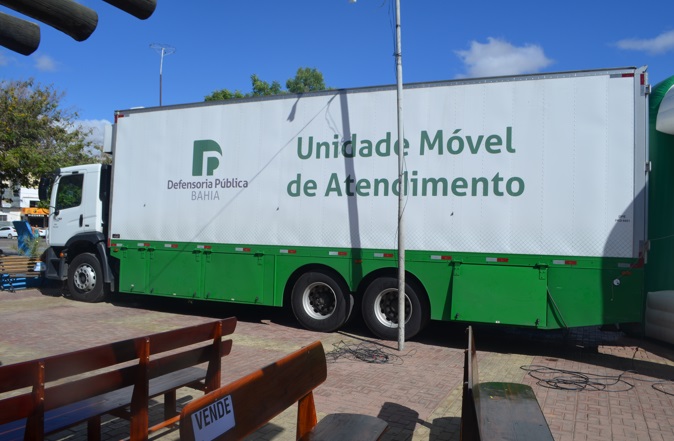 Defensoria Pública
BAHIA
Unidade Móvel
de Atendimento
VENDE